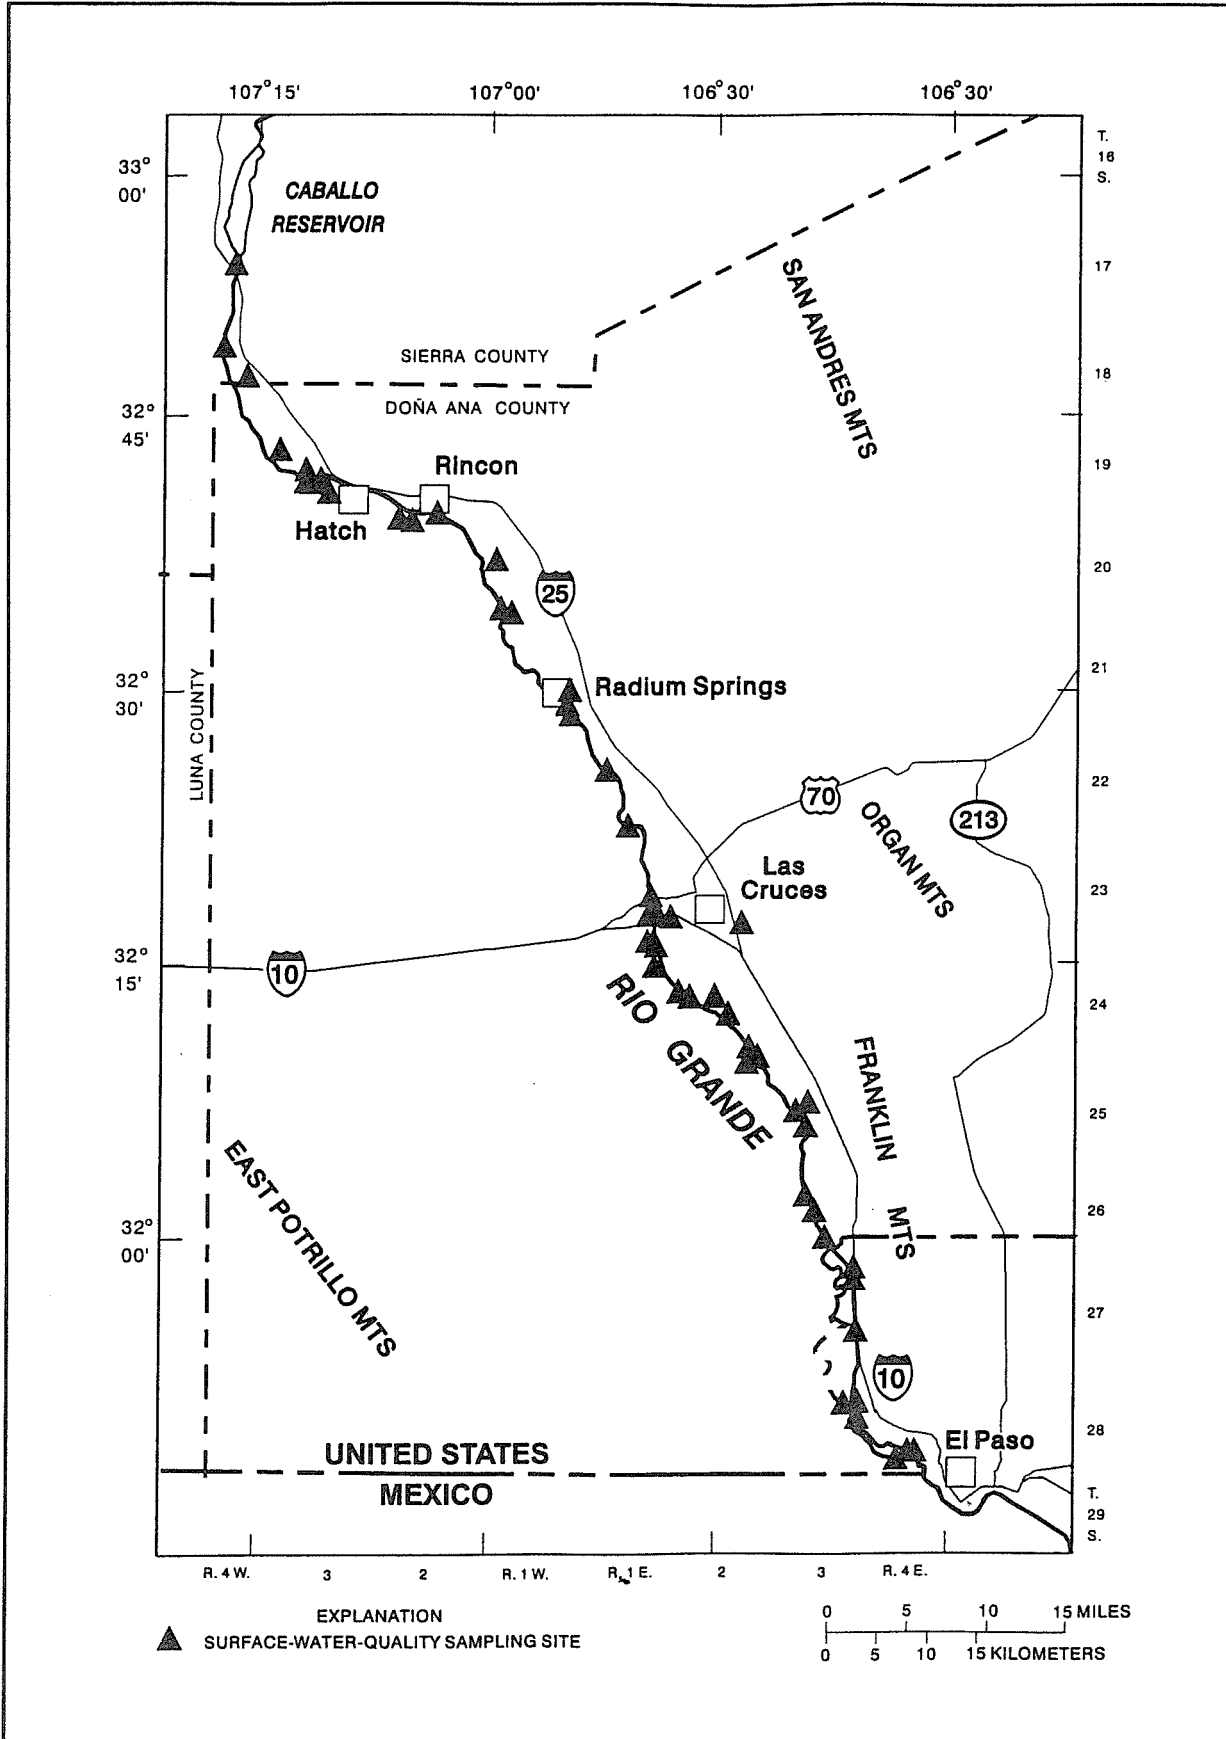 107°15' 107°00' 106°30' 106°30'
T.
16
S.
33°
00'
CABALLO
RESERVOIR
17
SAN ANDRES MTS
SIERRA COUNTY
18
DOÑA ANA COUNTY
32°
45'
19
Rincon
Hatch
20
25
21
32°
30'
Radium Springs
LUNA COUNTY
22
70
213
ORGAN MTS
Las
Cruces
23
32°
15'
10
RIO GRANDE
24
FRANKLIN MTS
25
EAST POTRILLO MTS
26
32°
00'
27
10
28
El Paso
UNITED STATES
MEXICO
T.
29
S.
R. 4 W. 3 2 R. 1 W. R. 1 E. 2 3 R. 4 E.
EXPLANATION
SURFACE-WATER-QUALITY SAMPLING SITE
0 5 10 15 MILES
0 5 10 15 KILOMETERS